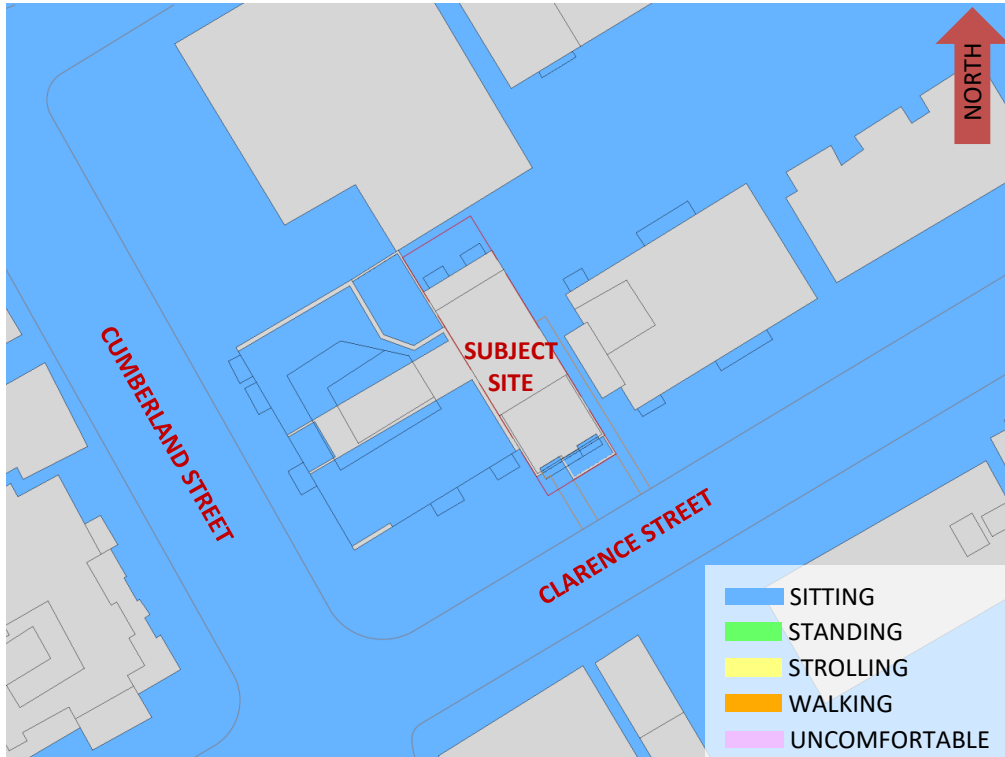 NORTH
CUMBERLAND STREET
SUBJECT
SITE
CLARENCE STREET
SITTING
STANDING
STROLLING
WALKING
UNCOMFORTABLE